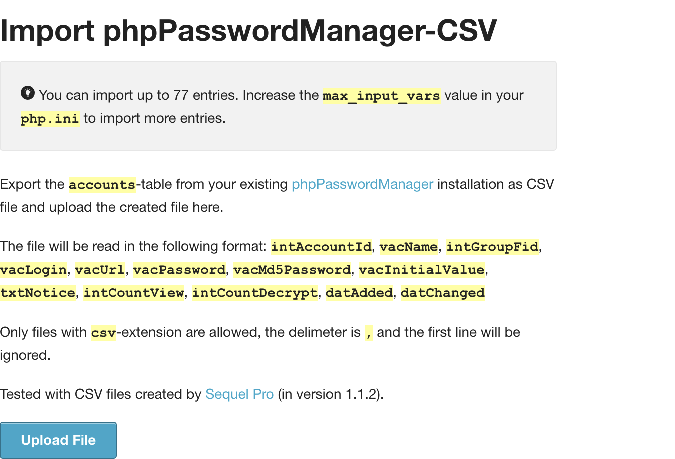 Import phpPasswordManager-CSV
You can import up to 77 entries. Increase the max_input_vars value in your
php.ini to import more entries.
Export the accounts-table from your existing phpPasswordManager installation as CSV
file and upload the created file here.
The file will be read in the following format: intAccountId, vacName, intGroupFid,
vacLogin, vacUrl, vacPassword, vacMd5Password, vacInitialValue,
txtNotice, intCountView, intCountDecrypt, datAdded, datChanged
Only files with csv-extension are allowed, the delimeter is , and the first line will be
ignored.
Tested with CSV files created by Sequel Pro (in version 1.1.2).
Upload File